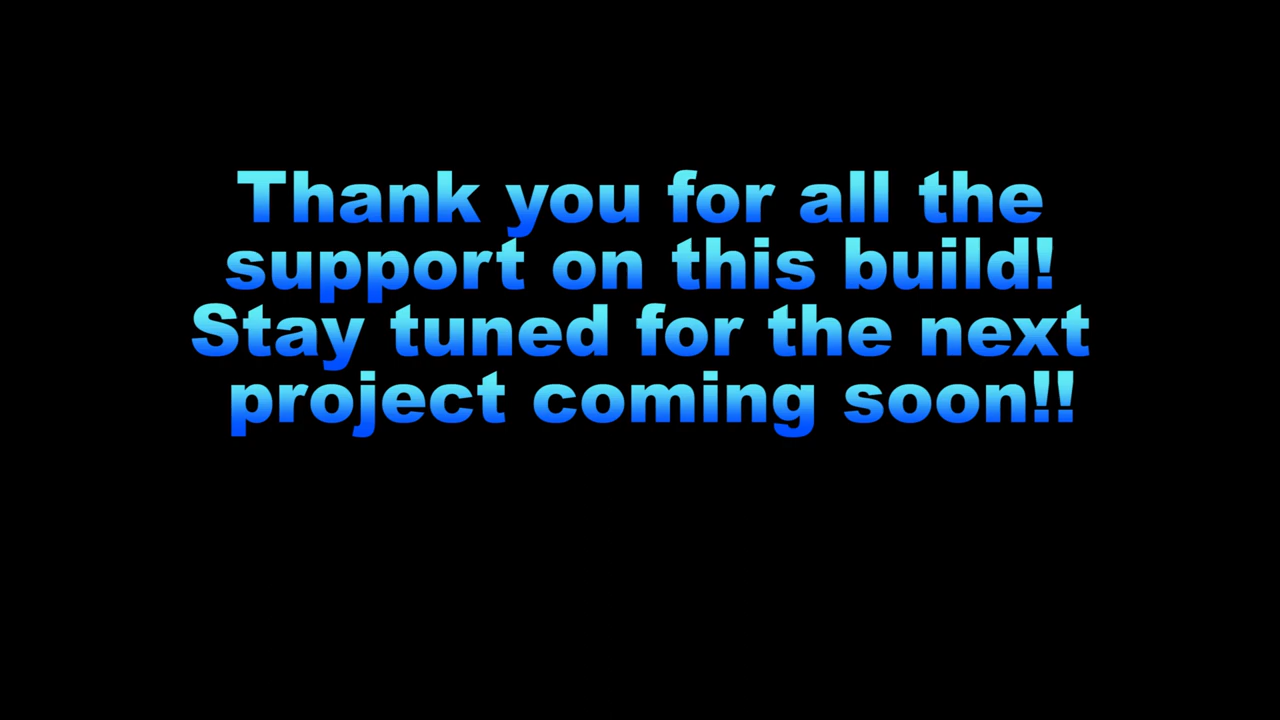 Thank you for all the
support on this build!
Stay tuned for the next
project coming soon!!